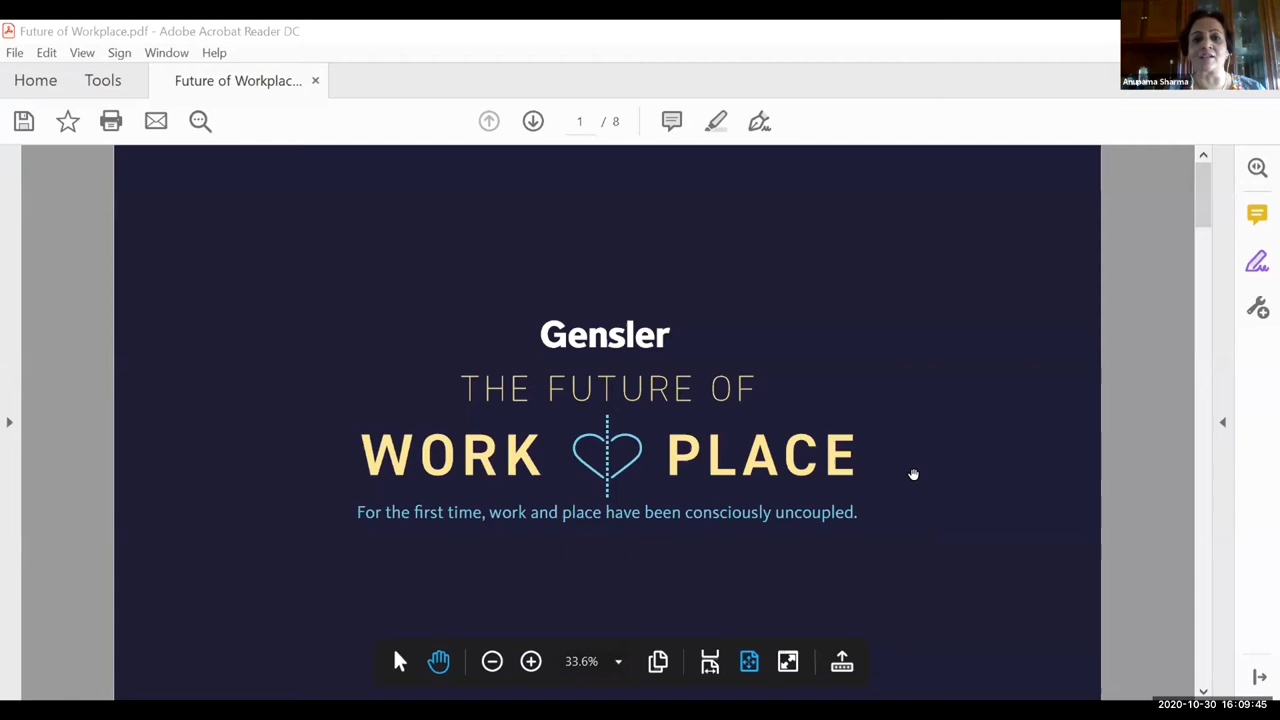 Future of Workplace.pdf - Adobe Acrobat Reader DC
File Edit View Sign Window Help
Home Tools Future of Workplac... ×
1 / 8
Anupama Sharma
Gensler
THE FUTURE OF
WORK PLACE
For the first time, work and place have been consciously uncoupled.
33.6%
2020-10-30 16:09:45